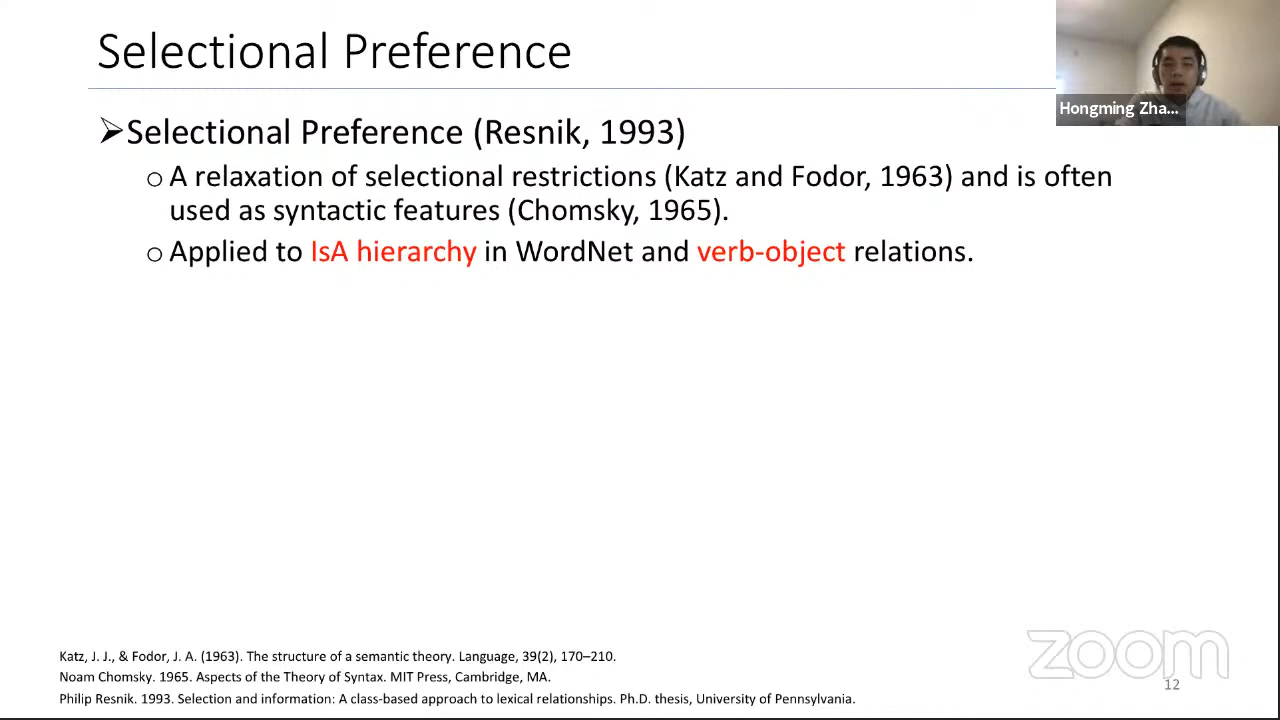 Selectional Preference
Hongming Zha...
➢Selectional Preference (Resnik, 1993)
o A relaxation of selectional restrictions (Katz and Fodor, 1963) and is often
used as syntactic features (Chomsky, 1965).
o Applied to IsA hierarchy in WordNet and verb-object relations.
Katz, J. J., & Fodor, J. A. (1963). The structure of a semantic theory. Language, 39(2), 170–210.
Noam Chomsky. 1965. Aspects of the Theory of Syntax. MIT Press, Cambridge, MA.
Philip Resnik. 1993. Selection and information: A class-based approach to lexical relationships. Ph.D. thesis, University of Pennsylvania.
zoom
12